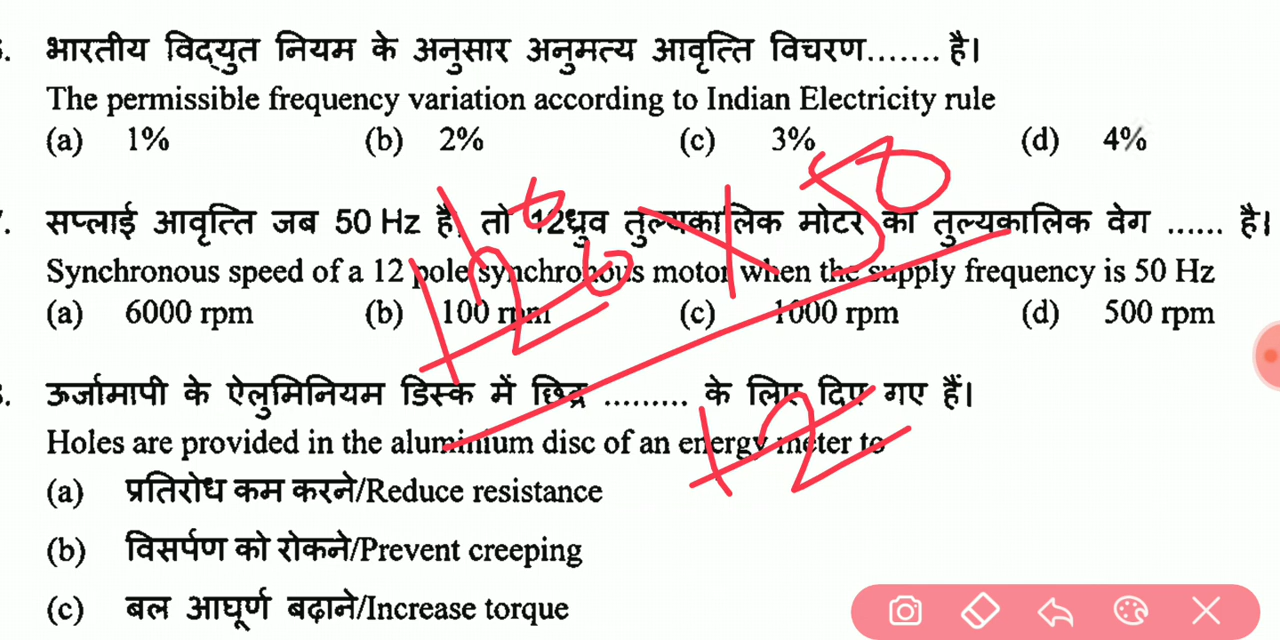 . भारतीय विद्युत नियम के अनुसार अनुमत्य आवृत्ति विचरण....... है।
The permissible frequency variation according to Indian Electricity rule
(a) 1% (b) 2% (c) 3% (d) 4%
. सप्लाई आवृत्ति जब 50 Hz है, तो 12ध्रुव तुल्यकालिक मोटर का तुल्यकालिक वेग ...... है।
Synchronous speed of a 12 pole synchronous motor when the supply frequency is 50 Hz
(a) 6000 rpm (b) 100 rpm (c) 1000 rpm (d) 500 rpm
. ऊर्जामापी के ऐलुमिनियम डिस्क में छिद्र ......... के लिए दिए गए हैं।
Holes are provided in the aluminium disc of an energy meter to
(a) प्रतिरोध कम करने/Reduce resistance
(b) विसर्पण को रोकने/Prevent creeping
(c) बल आघूर्ण बढ़ाने/Increase torque